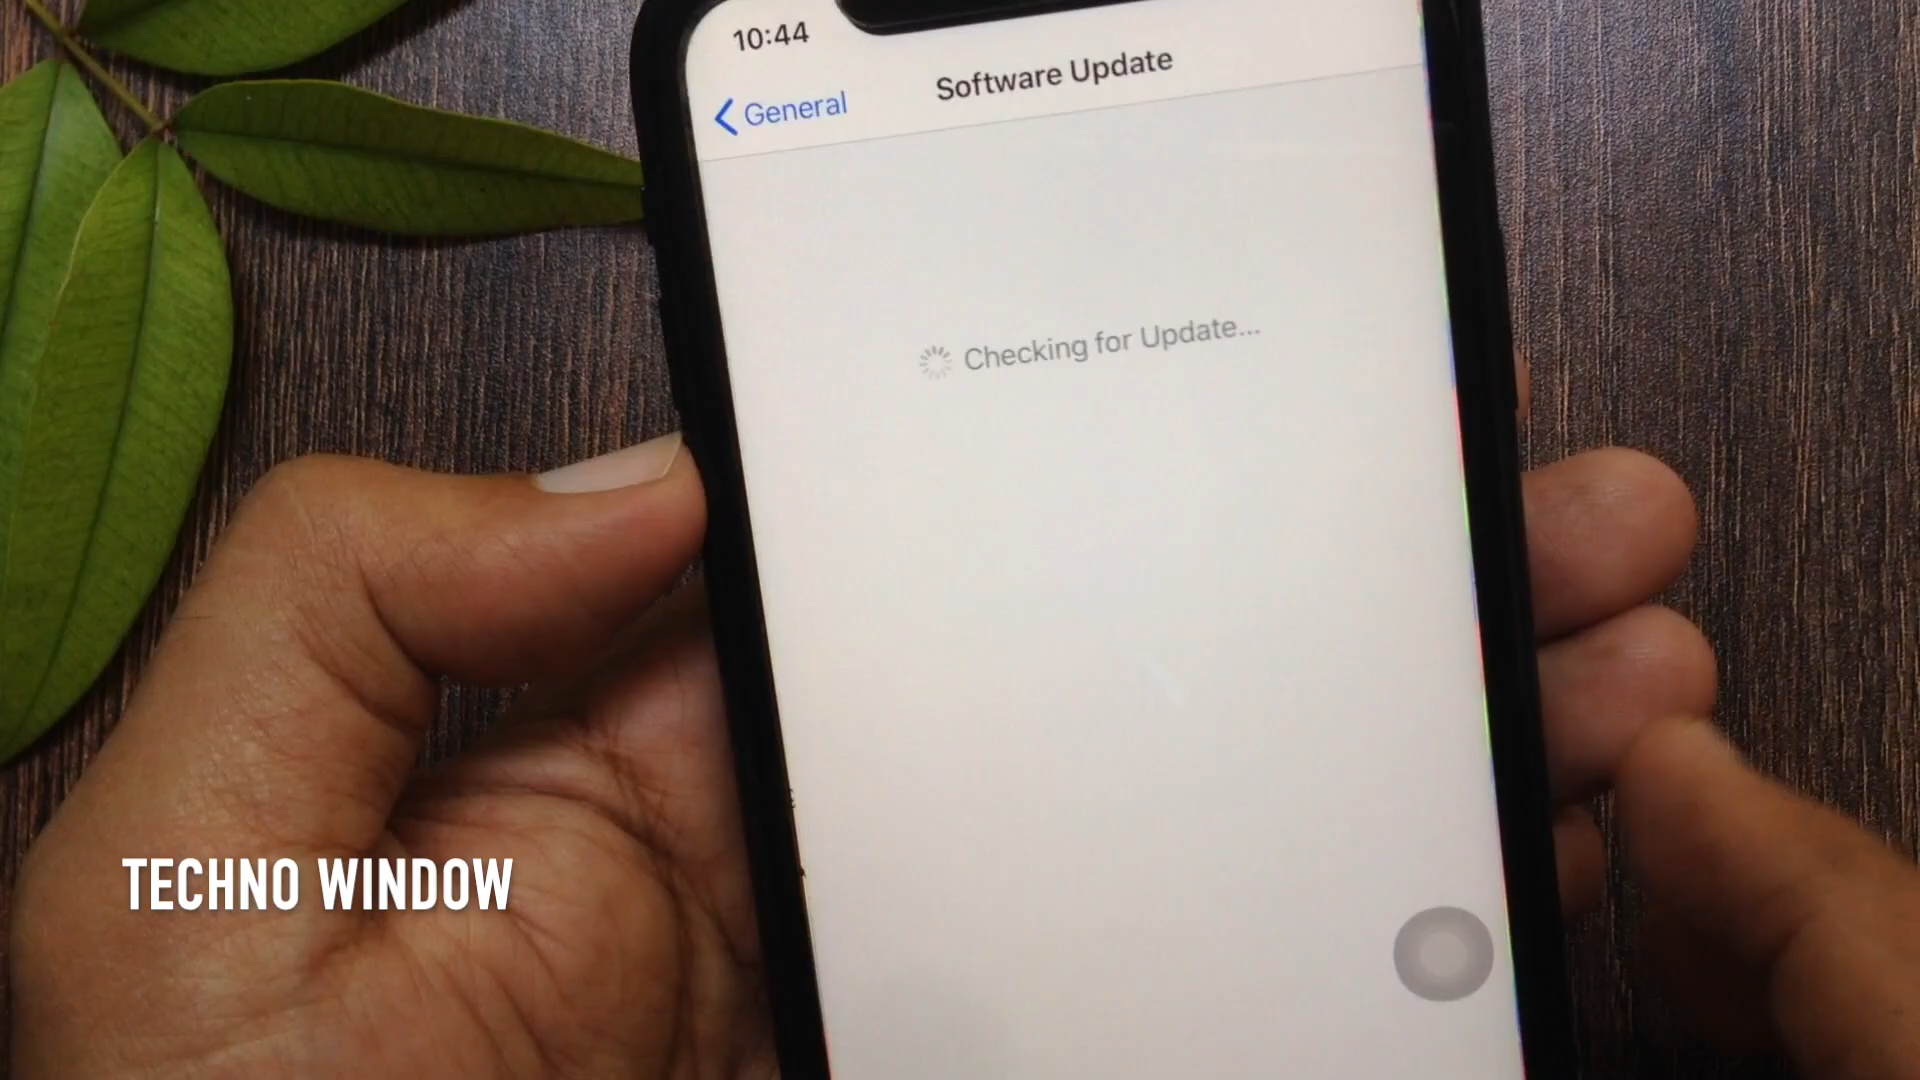 10:44
Software Update
General
Checking for Update...
TECHNO WINDOW